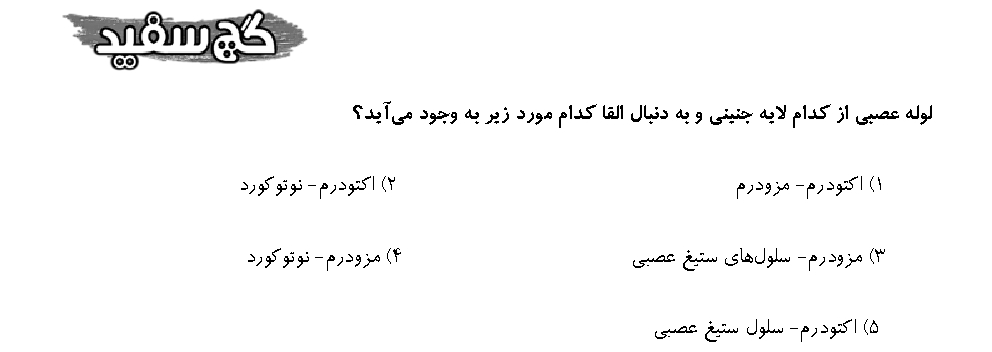 گچ سفید
لوله عصبی از کدام لایه جنینی و به دنبال القا کدام مورد زیر به وجود می‌آید؟
۱) اکتودرم- مزودرم ۲) اکتودرم- نوتوکورد
۳) مزودرم- سلول‌های ستیغ عصبی ۴) مزودرم- نوتوکورد
۵) اکتودرم- سلول ستیغ عصبی